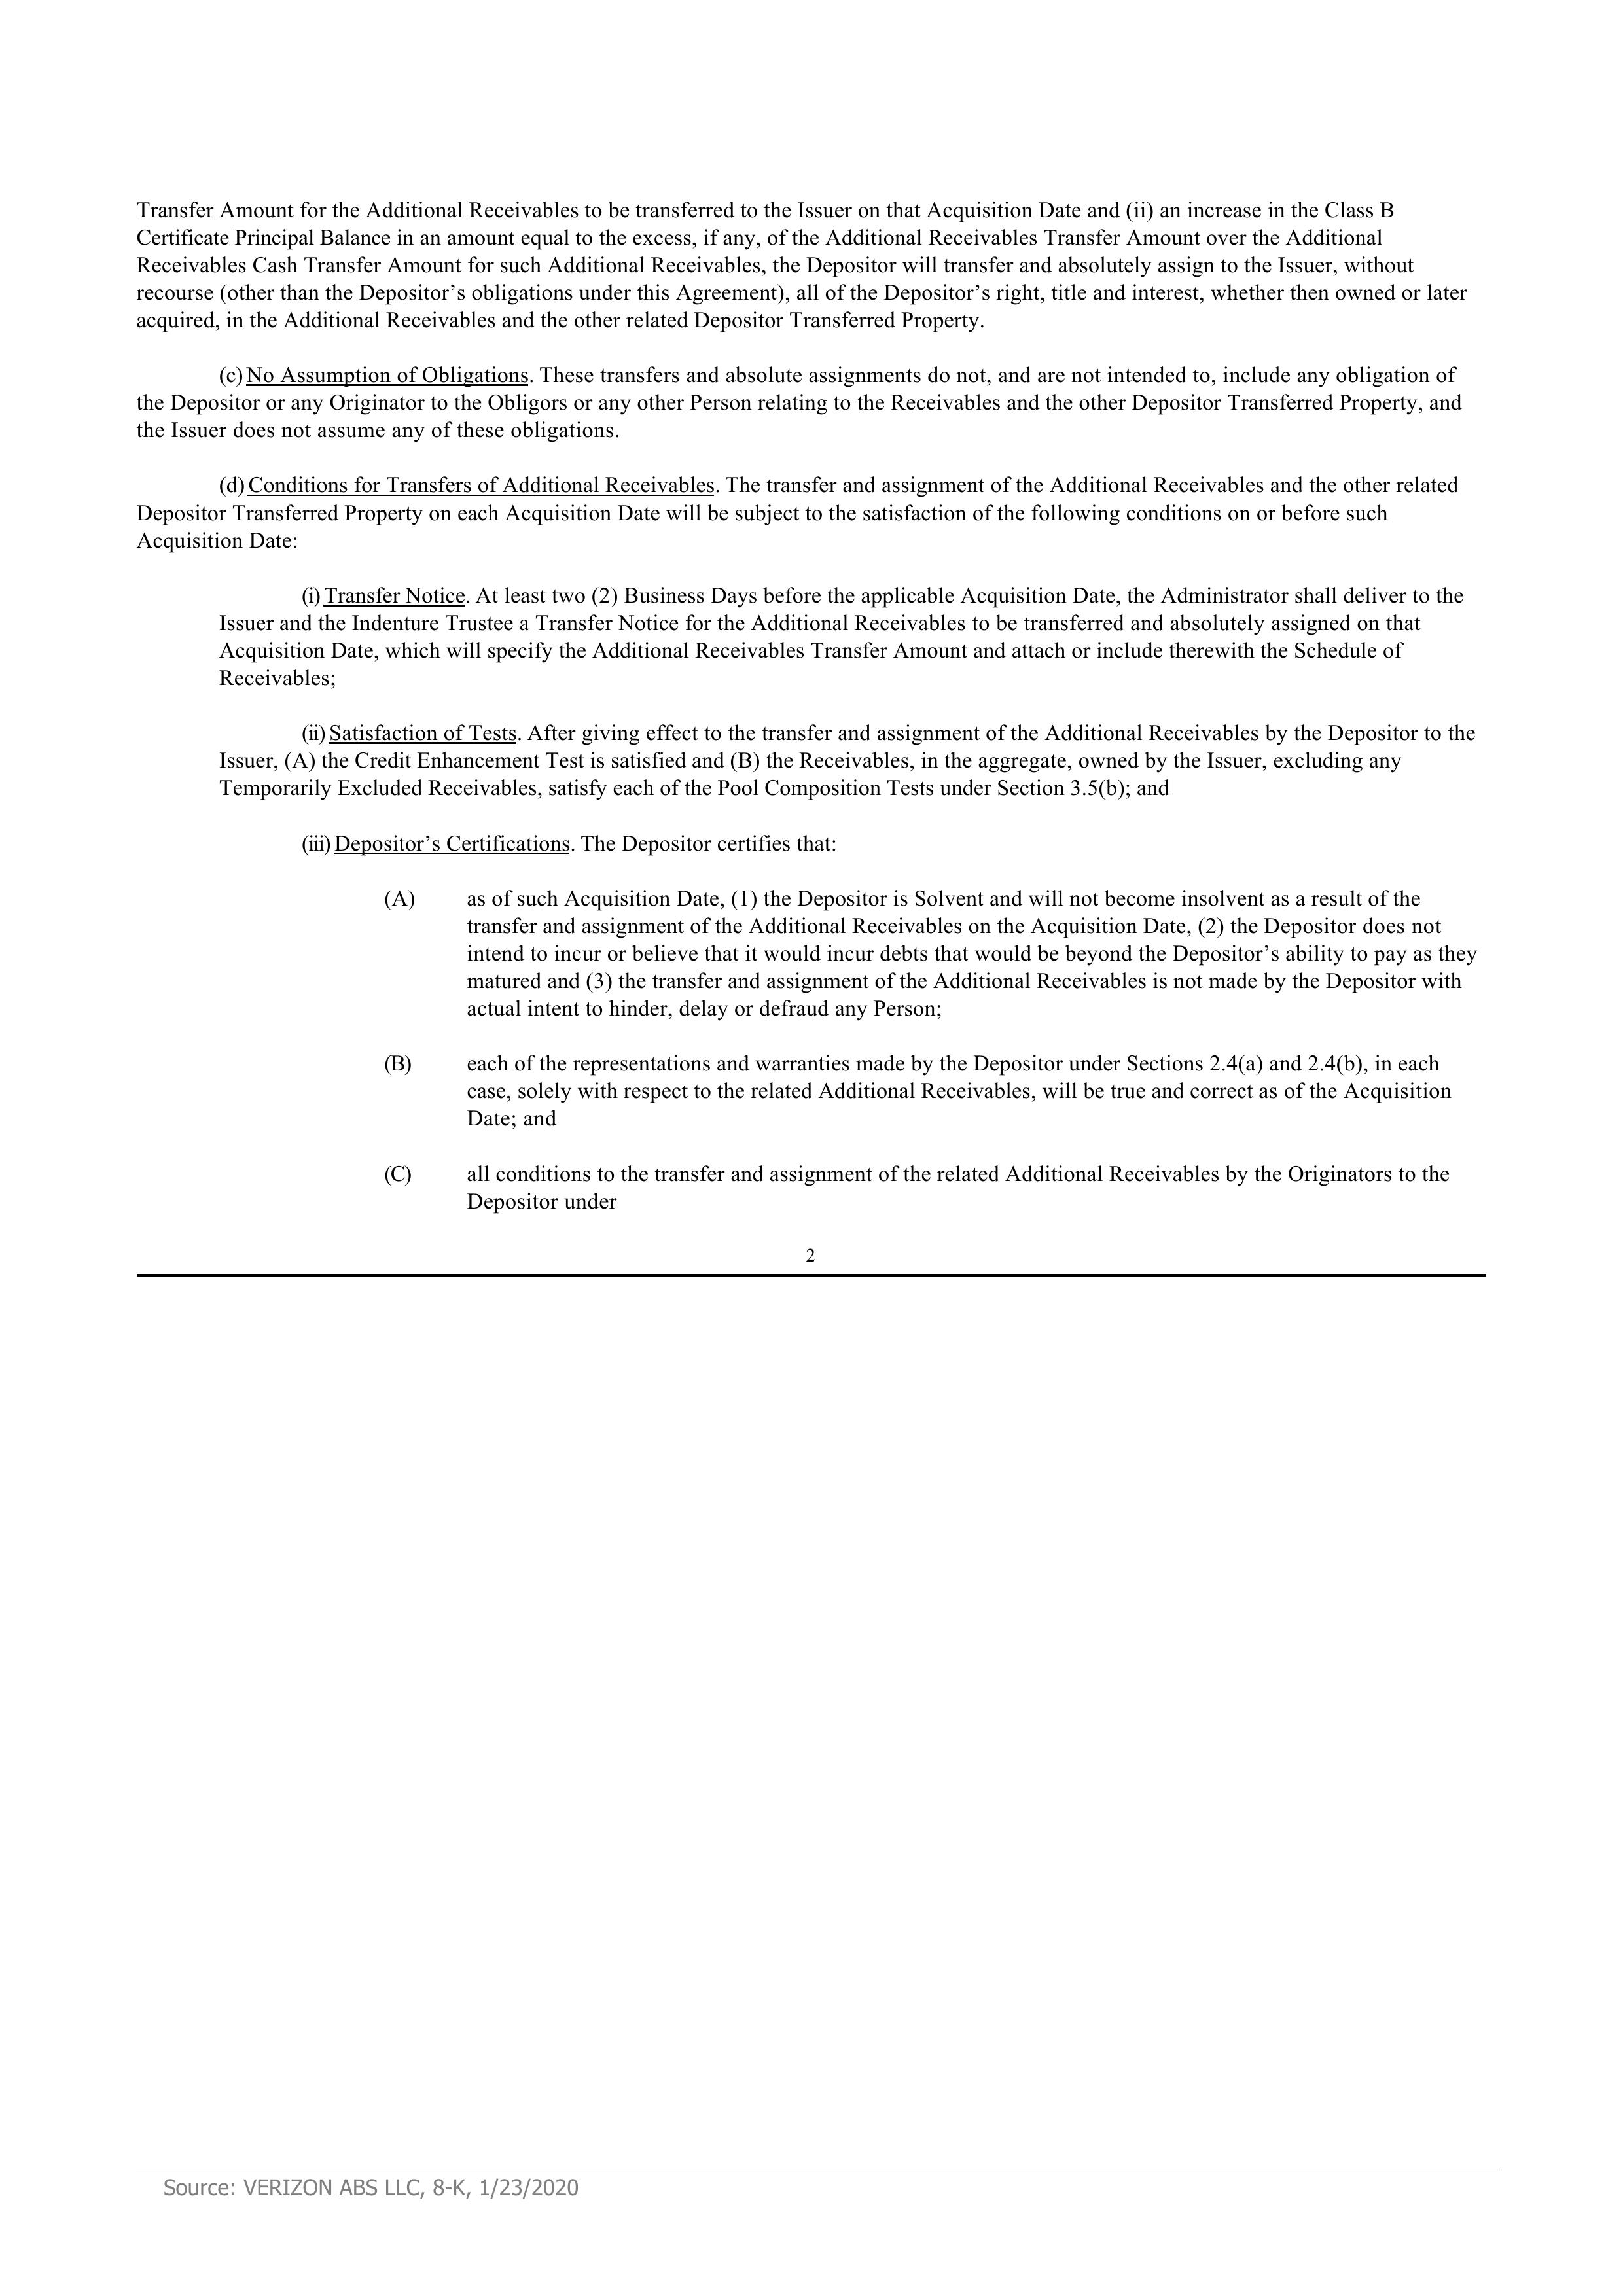 Transfer Amount for the Additional Receivables to be transferred to the Issuer on that Acquisition Date and (ii) an increase in the Class B
Certificate Principal Balance in an amount equal to the excess, if any, of the Additional Receivables Transfer Amount over the Additional
Receivables Cash Transfer Amount for such Additional Receivables, the Depositor will transfer and absolutely assign to the Issuer, without
recourse (other than the Depositor’s obligations under this Agreement), all of the Depositor’s right, title and interest, whether then owned or later
acquired, in the Additional Receivables and the other related Depositor Transferred Property.
(c) No Assumption of Obligations. These transfers and absolute assignments do not, and are not intended to, include any obligation of
the Depositor or any Originator to the Obligors or any other Person relating to the Receivables and the other Depositor Transferred Property, and
the Issuer does not assume any of these obligations.
(d) Conditions for Transfers of Additional Receivables. The transfer and assignment of the Additional Receivables and the other related
Depositor Transferred Property on each Acquisition Date will be subject to the satisfaction of the following conditions on or before such
Acquisition Date:
(i) Transfer Notice. At least two (2) Business Days before the applicable Acquisition Date, the Administrator shall deliver to the
Issuer and the Indenture Trustee a Transfer Notice for the Additional Receivables to be transferred and absolutely assigned on that
Acquisition Date, which will specify the Additional Receivables Transfer Amount and attach or include therewith the Schedule of
Receivables;
(ii) Satisfaction of Tests. After giving effect to the transfer and assignment of the Additional Receivables by the Depositor to the
Issuer, (A) the Credit Enhancement Test is satisfied and (B) the Receivables, in the aggregate, owned by the Issuer, excluding any
Temporarily Excluded Receivables, satisfy each of the Pool Composition Tests under Section 3.5(b); and
(iii) Depositor’s Certifications. The Depositor certifies that:
(A) as of such Acquisition Date, (1) the Depositor is Solvent and will not become insolvent as a result of the
transfer and assignment of the Additional Receivables on the Acquisition Date, (2) the Depositor does not
intend to incur or believe that it would incur debts that would be beyond the Depositor’s ability to pay as they
matured and (3) the transfer and assignment of the Additional Receivables is not made by the Depositor with
actual intent to hinder, delay or defraud any Person;
(B) each of the representations and warranties made by the Depositor under Sections 2.4(a) and 2.4(b), in each
case, solely with respect to the related Additional Receivables, will be true and correct as of the Acquisition
Date; and
(C) all conditions to the transfer and assignment of the related Additional Receivables by the Originators to the
Depositor under
2
Source: VERIZON ABS LLC, 8-K, 1/23/2020